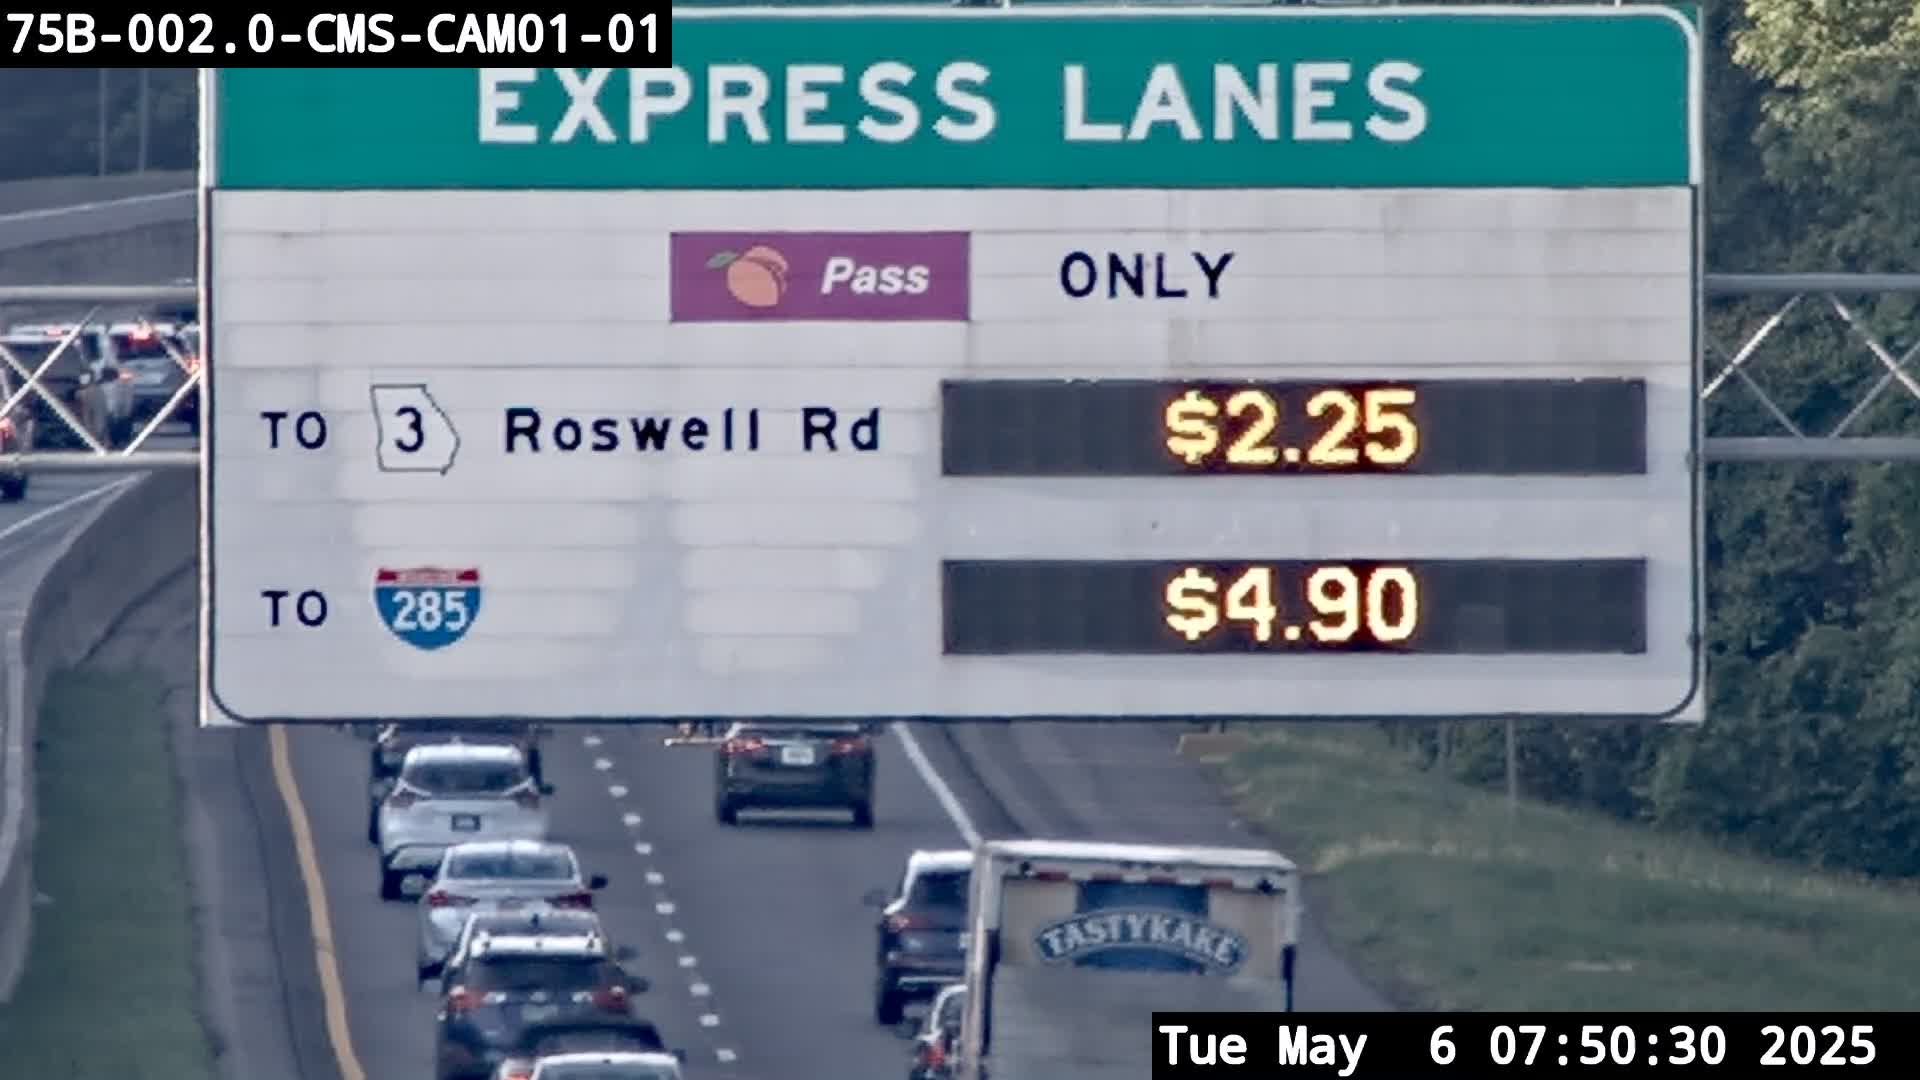 75B-002.0-CMS-CAM01-01
EXPRESS LANES
Pass ONLY
TO 3 Roswell Rd $2.25
TO 285 $4.90
TASTYKAKE
Tue May 6 07:50:30 2025